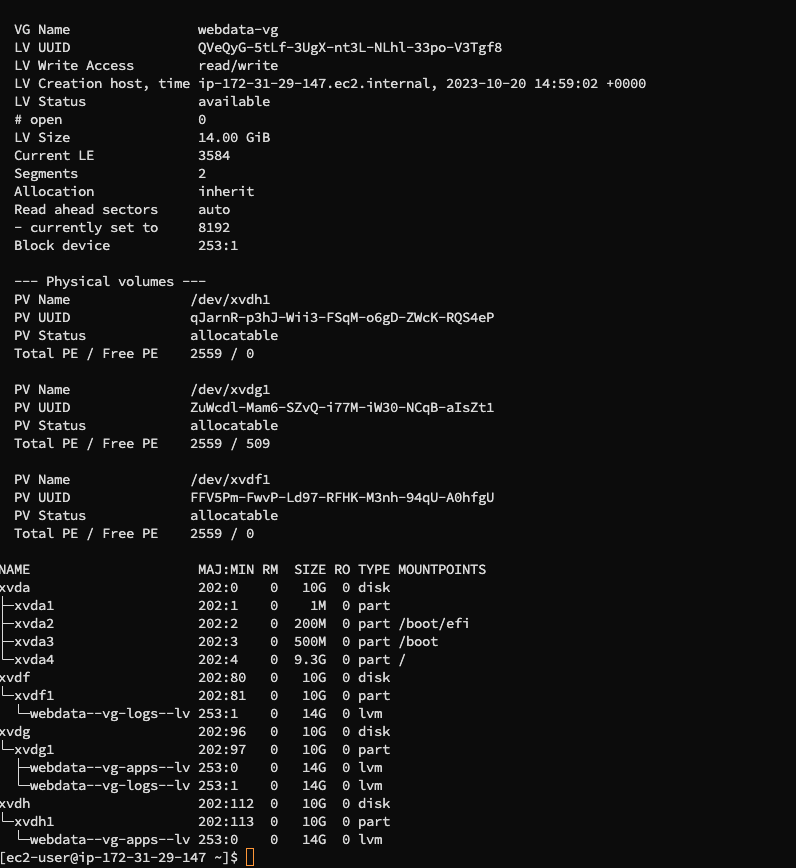 VG Name                webdata-vg
LV UUID                QVeQyG-5tLf-3UgX-nt3L-NLhl-33po-V3Tgf8
LV Write Access        read/write
LV Creation host, time ip-172-31-29-147.ec2.internal, 2023-10-20 14:59:02 +0000
LV Status              available
# open                 0
LV Size                14.00 GiB
Current LE             3584
Segments               2
Allocation             inherit
Read ahead sectors     auto
- currently set to     8192
Block device           253:1

--- Physical volumes ---
PV Name               /dev/xvdh1
PV UUID               qJarnR-p3hJ-Wii3-FSqM-o6gD-ZWcK-RQS4eP
PV Status             allocatable
Total PE / Free PE    2559 / 0

PV Name               /dev/xvdg1
PV UUID               ZuWcdl-Mam6-SZvQ-i77M-iW30-NCqB-aIsZt1
PV Status             allocatable
Total PE / Free PE    2559 / 509

PV Name               /dev/xvdf1
PV UUID               FFV5Pm-FwvP-Ld97-RFHK-M3nh-94qU-A0hfgU
PV Status             allocatable
Total PE / Free PE    2559 / 0

NAME                     MAJ:MIN RM  SIZE RO TYPE MOUNTPOINTS
xvda                     202:0    0   10G  0 disk
├─xvda1                  202:1    0    1M  0 part
├─xvda2                  202:2    0  200M  0 part /boot/efi
├─xvda3                  202:3    0  500M  0 part /boot
└─xvda4                  202:4    0  9.3G  0 part /
xvdf                     202:80   0   10G  0 disk
└─xvdf1                  202:81   0   10G  0 part
  └─webdata--vg-logs--lv 253:1    0   14G  0 lvm
xvdg                     202:96   0   10G  0 disk
└─xvdg1                  202:97   0   10G  0 part
  ├─webdata--vg-apps--lv 253:0    0   14G  0 lvm
  └─webdata--vg-logs--lv 253:1    0   14G  0 lvm
xvdh                     202:112  0   10G  0 disk
└─xvdh1                  202:113  0   10G  0 part
  └─webdata--vg-apps--lv 253:0    0   14G  0 lvm
[ec2-user@ip-172-31-29-147 ~]$